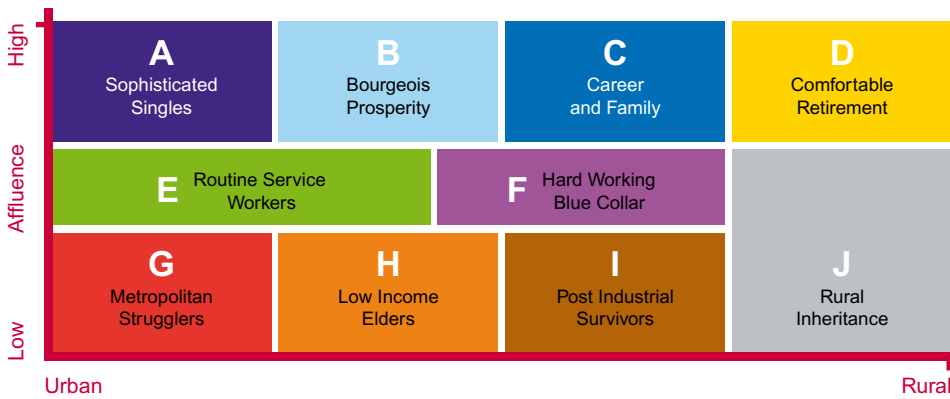 High
Affluence
Low
A
Sophisticated
Singles
B
Bourgeois
Prosperity
C
Career
and Family
D
Comfortable
Retirement
E
Routine Service
Workers
F
Hard Working
Blue Collar
G
Metropolitan
Strugglers
H
Low Income
Elders
I
Post Industrial
Survivors
J
Rural
Inheritance
Urban
Rural